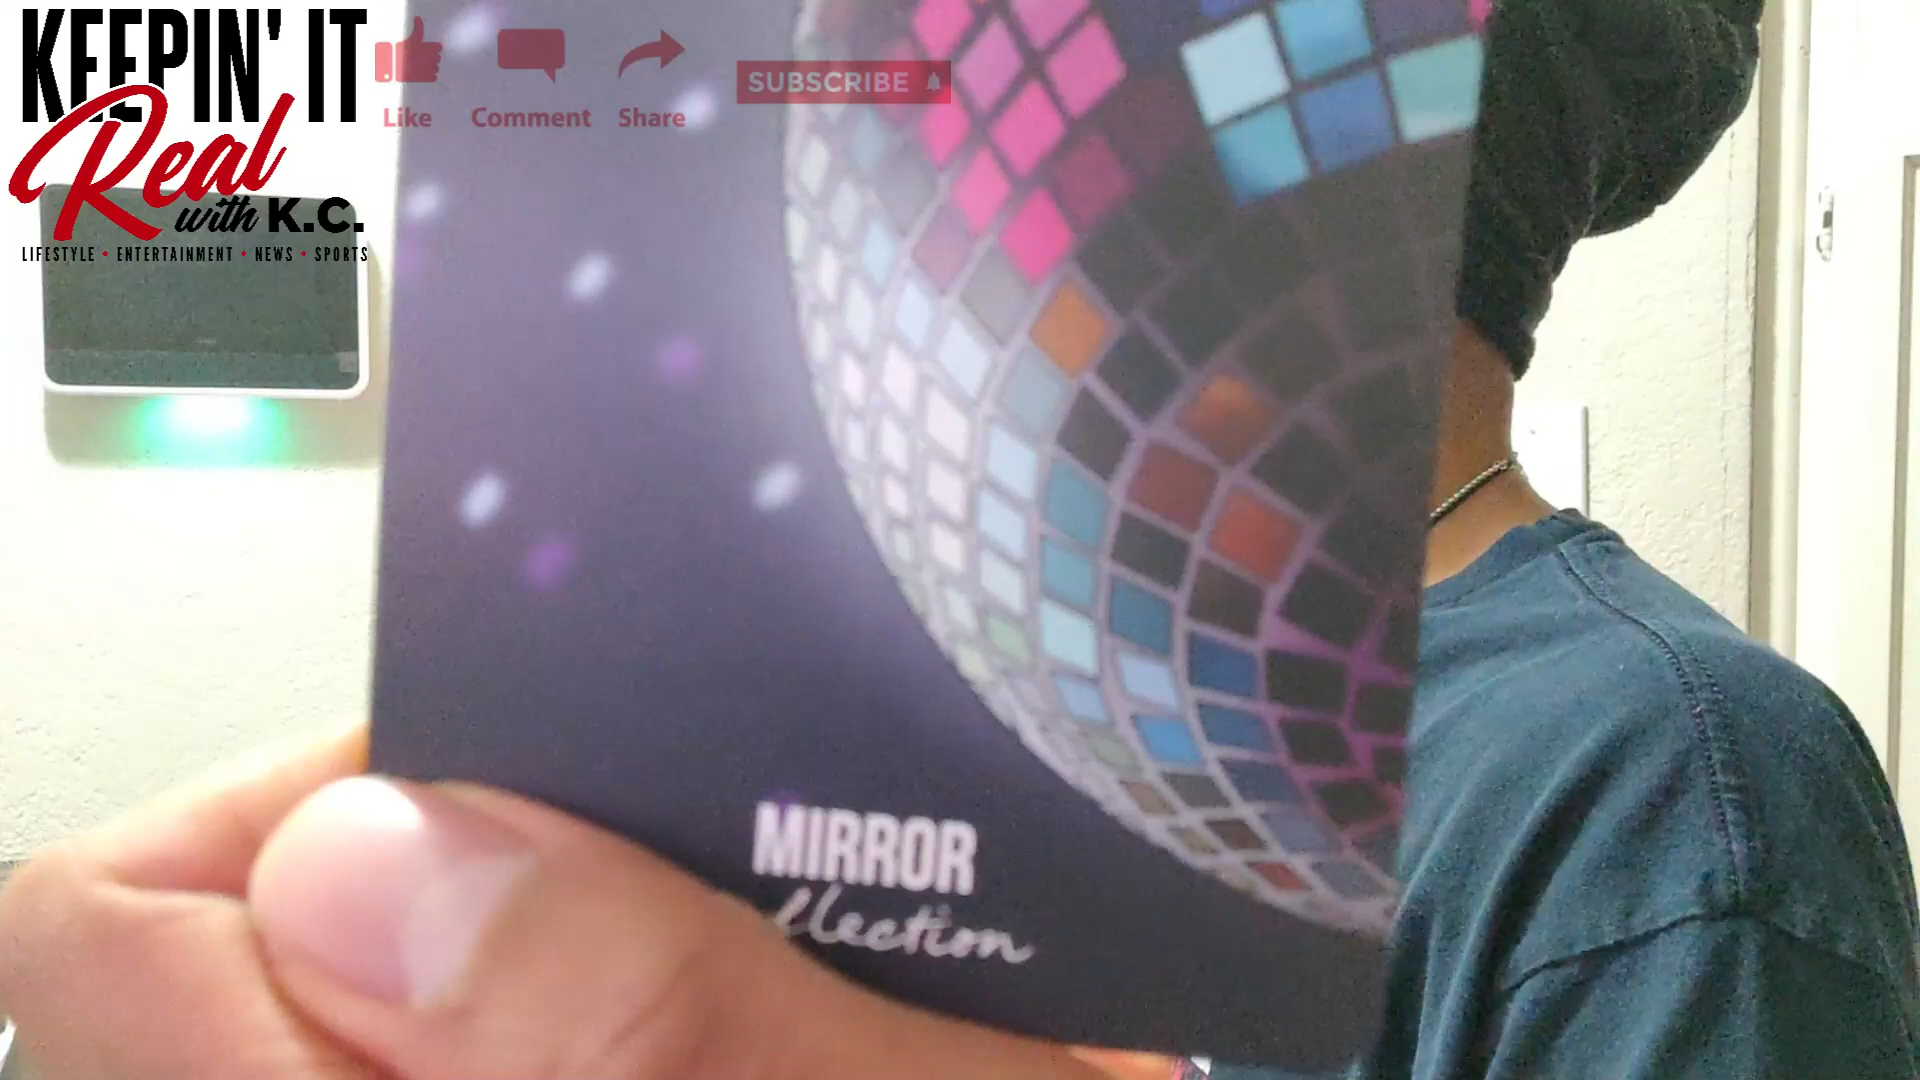 KEEPIN' IT
Real
with K.C.
LIFESTYLE • ENTERTAINMENT • NEWS • SPORTS
Like Comment Share
SUBSCRIBE
MIRROR
llection